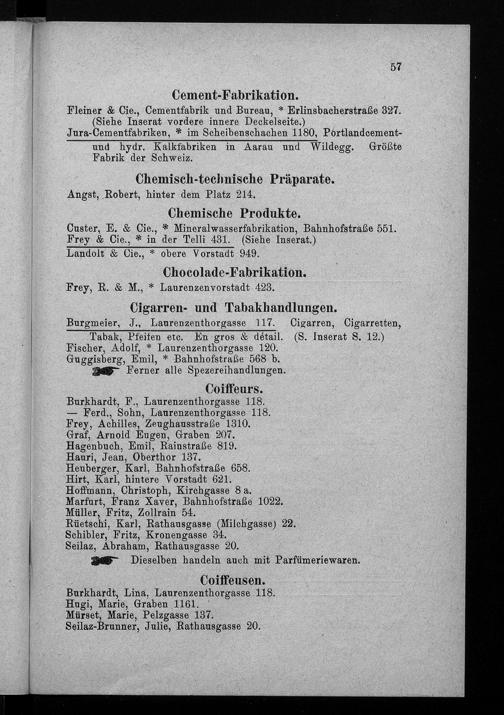 57
Cement-Fabrikation.
Fleiner & Cie., Cementfabrik und Bureau, * Erlinsbacherstraße 327.
(Siehe Inserat vordere innere Deckelseite.)
Jura-Cementfabriken, * im Scheibenschachen 1180, Portlandcement-
und hydr. Kalkfabriken in Aarau und Wildegg. Größte
Fabrik der Schweiz.
Chemisch-technische Präparate.
Angst, Robert, hinter dem Platz 214.
Chemische Produkte.
Custer, E. & Cie., * Mineralwasserfabrikation, Bahnhofstraße 551.
Frey & Cie., * in der Telli 431. (Siehe Inserat.)
Landolt & Cie., * obere Vorstadt 949.
Chocolade-Fabrikation.
Frey, R. & M., * Laurenzenvorstadt 423.
Cigarren- und Tabakhandlungen.
Burgmeier, J., Laurenzenthorgasse 117. Cigarren, Cigarretten,
Tabak, Pfeifen etc. En gros & détail. (S. Inserat S. 12.)
Fischer, Adolf, * Laurenzenthorgasse 120.
Guggisberg, Emil, * Bahnhofstraße 568 b.
Ferner alle Spezereihandlungen.
Coiffeurs.
Burkhardt, F., Laurenzenthorgasse 118.
— Ferd., Sohn, Laurenzenthorgasse 118.
Frey, Achilles, Zeughausstraße 1310.
Graf, Arnold Eugen, Graben 207.
Hagenbuch, Emil, Rainstraße 819.
Hauri, Jean, Oberthor 137.
Heuberger, Karl, Bahnhofstraße 658.
Hirt, Karl, hintere Vorstadt 621.
Hoffmann, Christoph, Kirchgasse 8 a.
Marfurt, Franz Xaver, Bahnhofstraße 1022.
Müller, Fritz, Zollrain 54.
Rüetschi, Karl, Rathausgasse (Milchgasse) 22.
Schibler, Fritz, Kronengasse 34.
Seilaz, Abraham, Rathausgasse 20.
Dieselben handeln auch mit Parfümeriewaren.
Coiffeusen.
Burkhardt, Lina, Laurenzenthorgasse 118.
Hugi, Marie, Graben 1161.
Mürset, Marie, Pelzgasse 137.
Seilaz-Brunner, Julie, Rathausgasse 20.